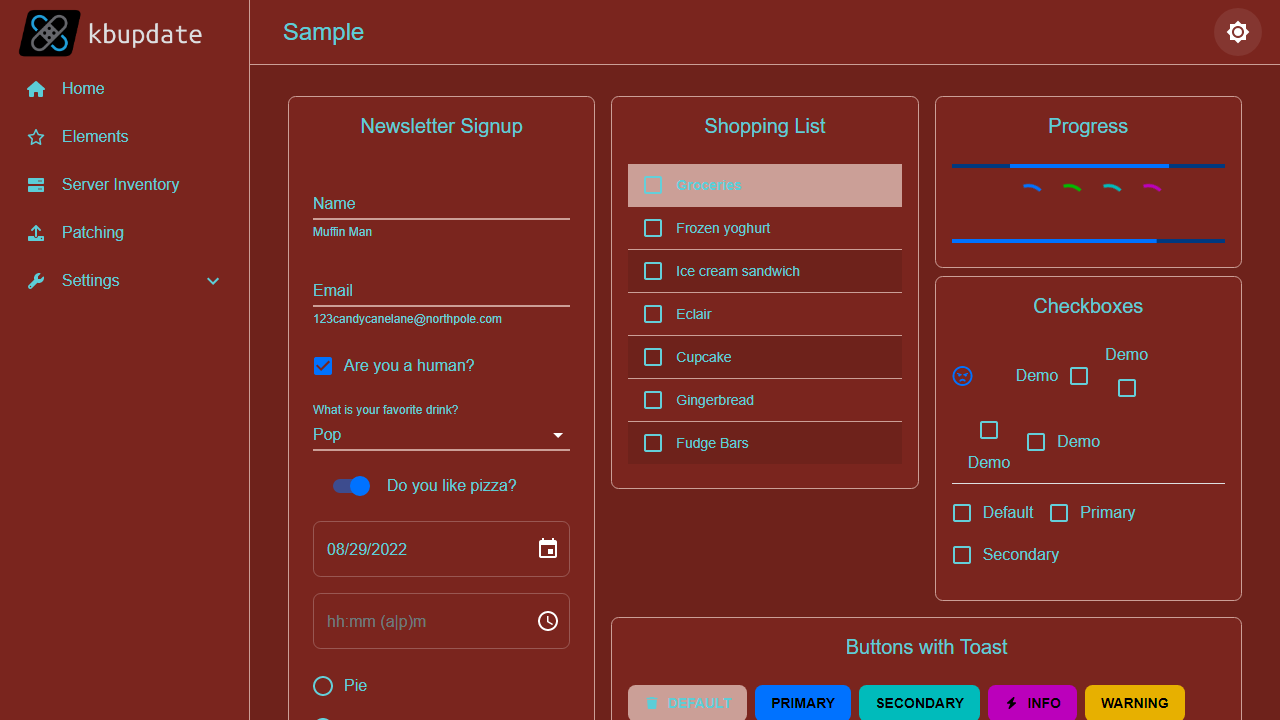 kbupdate
Sample
Home
Elements
Server Inventory
Patching
Settings
Newsletter Signup
Name
Muffin Man
Email
123candycanelane@northpole.com
Are you a human?
What is your favorite drink?
Pop
Do you like pizza?
08/29/2022
hh:mm (a|p)m
Pie
Shopping List
Groceries
Frozen yoghurt
Ice cream sandwich
Eclair
Cupcake
Gingerbread
Fudge Bars
Progress
Checkboxes
Demo
Demo
Demo
Demo
Default Primary
Secondary
Buttons with Toast
DEFAULT PRIMARY SECONDARY INFO WARNING